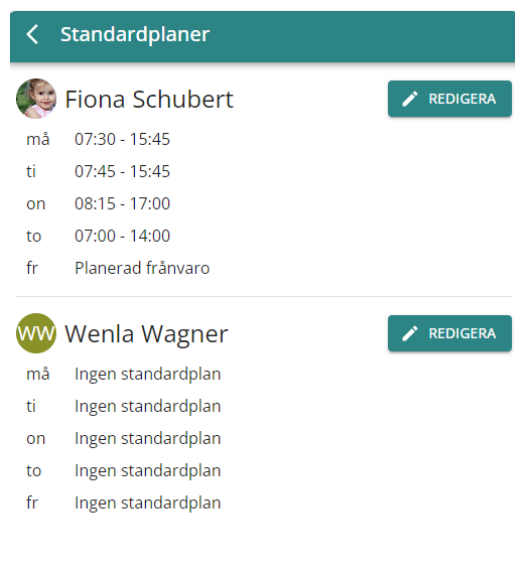 Standardplaner
Fiona Schubert
REDIGERA
må 07:30 - 15:45
ti 07:45 - 15:45
on 08:15 - 17:00
to 07:00 - 14:00
fr Planerad frånvaro
WW Wenla Wagner
REDIGERA
må Ingen standardplan
ti Ingen standardplan
on Ingen standardplan
to Ingen standardplan
fr Ingen standardplan